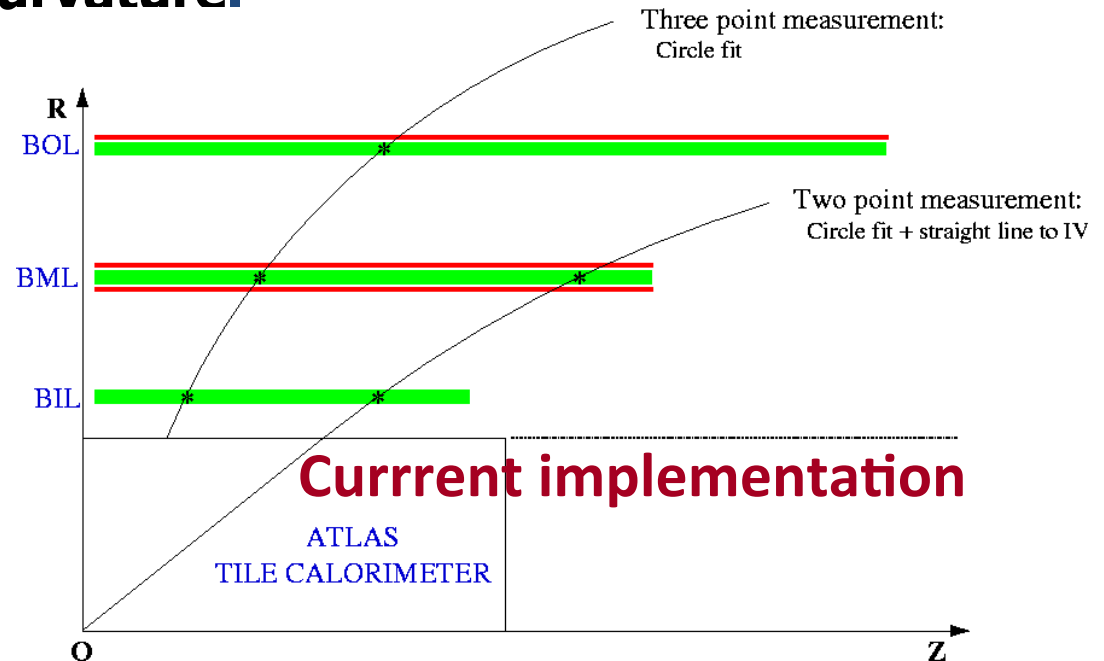 Three point measurement:
Circle fit
R
BOL
Two point measurement:
Circle fit + straight line to IV
BML
BIL
Currrent implementation
ATLAS
TILE CALORIMETER
O
Z